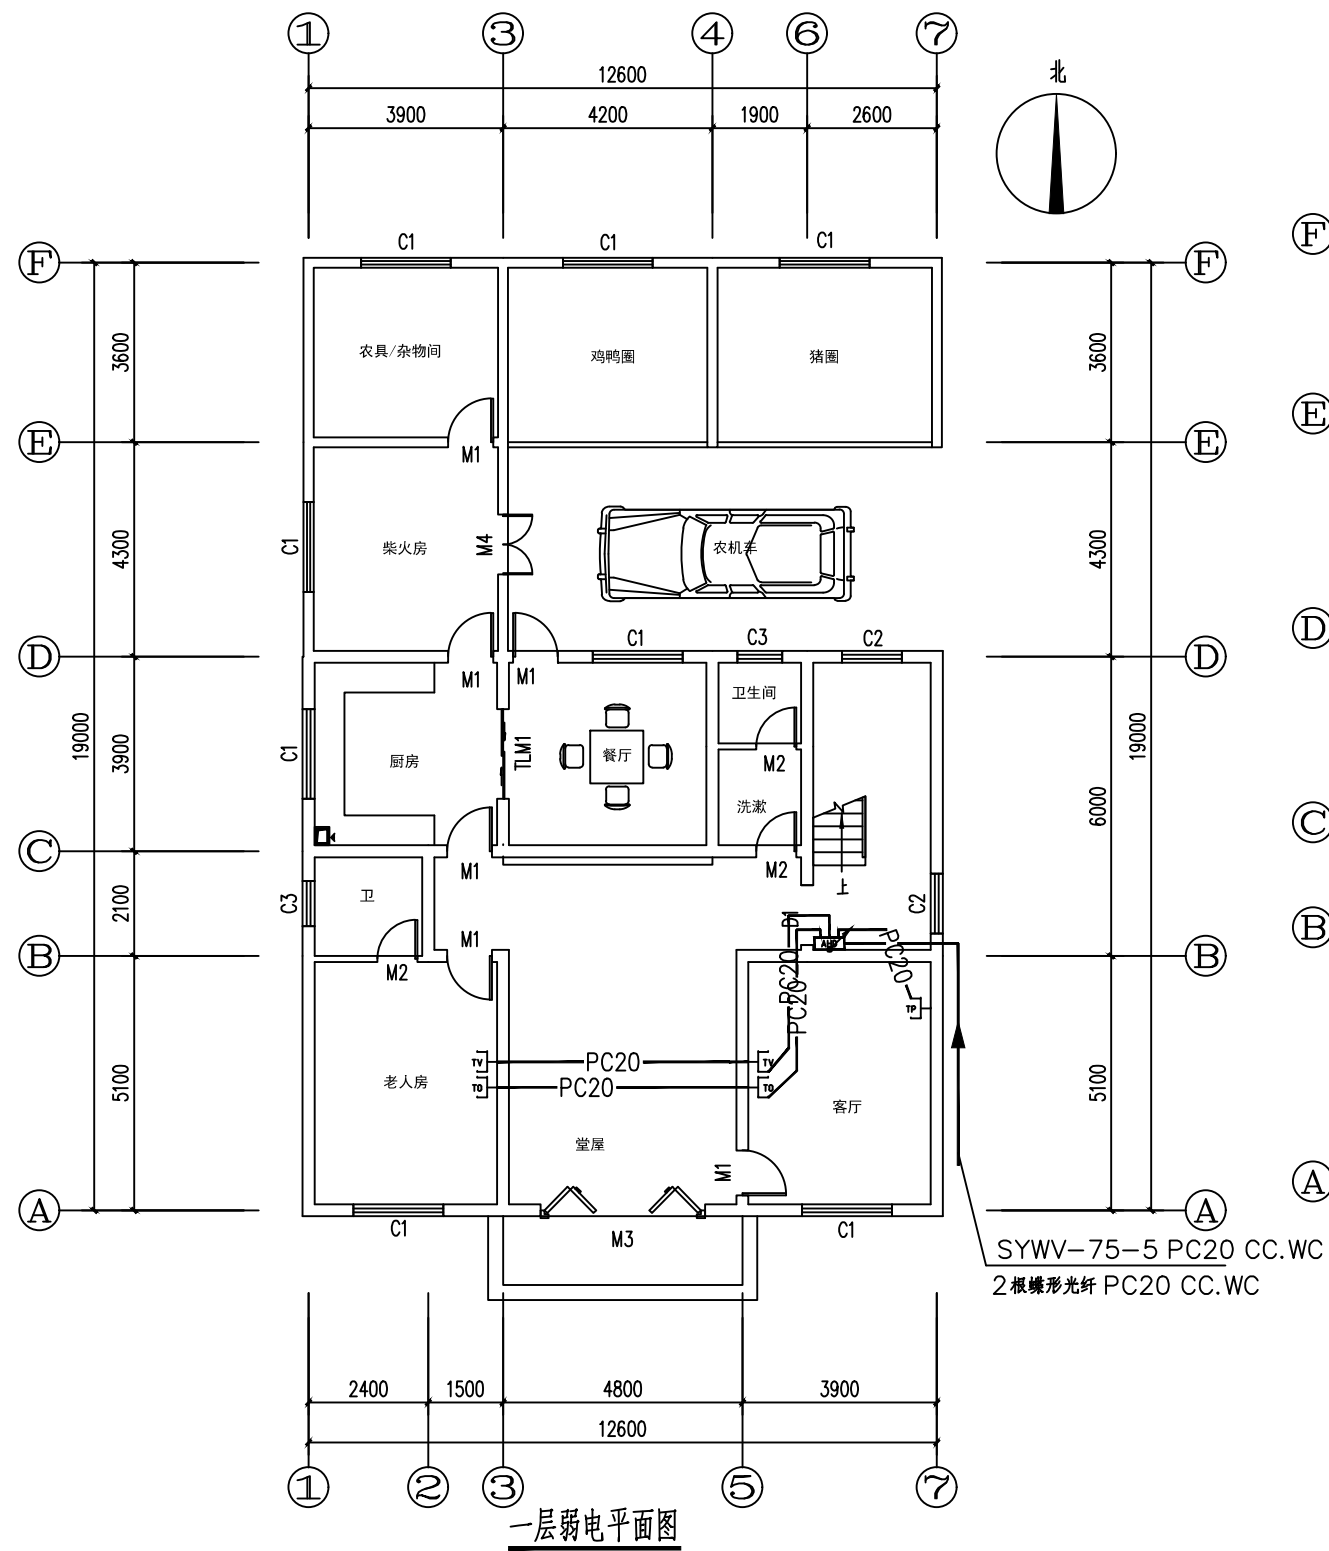 1 3 4 6 7
12600
3900 4200 1900 2600
北
C1 C1 C1
F F F
3600 农具/杂物间 鸡鸭圈 猪圈 3600
E E E
M1
4300 C1 柴火房 M4 农机车 4300
C1 C3 C2
D D D
M1 M1
卫生间
19000 3900 C1 厨房 TLM1 餐厅 M2 19000
洗漱 6000
C C C
M1 M2
上
2100 C3 卫 C2
D1
AHD
M1 PC20
B B B
M2 PC20
PC20 TP
TV PC20 TV
TO PC20 TO
5100 老人房 客厅 5100
堂屋
M1
A A A
C1 M3 C1
SYWV-75-5 PC20 CC.WC
2根蝶形光纤 PC20 CC.WC
2400 1500 4800 3900
12600
1 2 3 5 7
一层弱电平面图